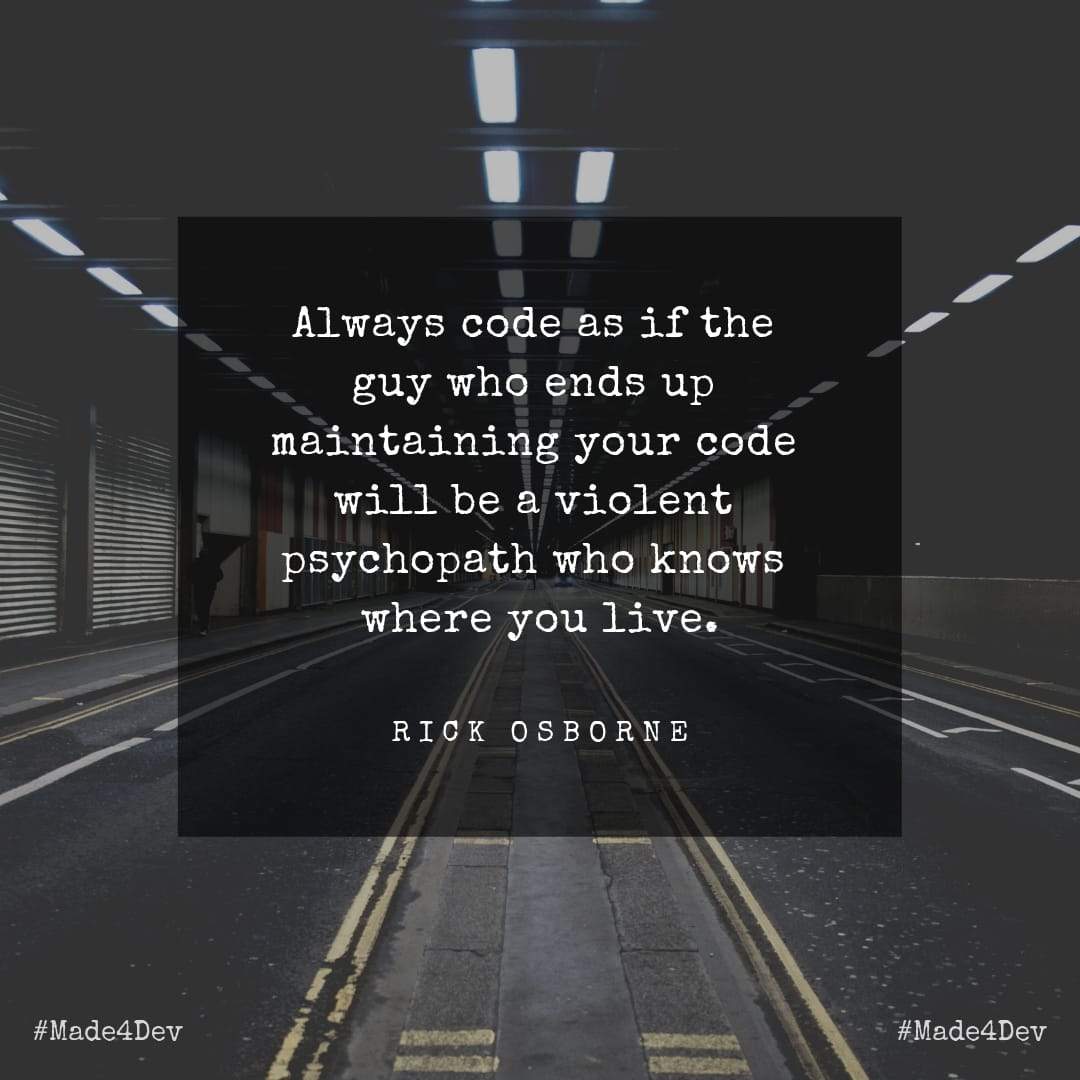 Always code as if the
guy who ends up
maintaining your code
will be a violent
psychopath who knows
where you live.
RICK OSBORNE
#Made4Dev
#Made4Dev